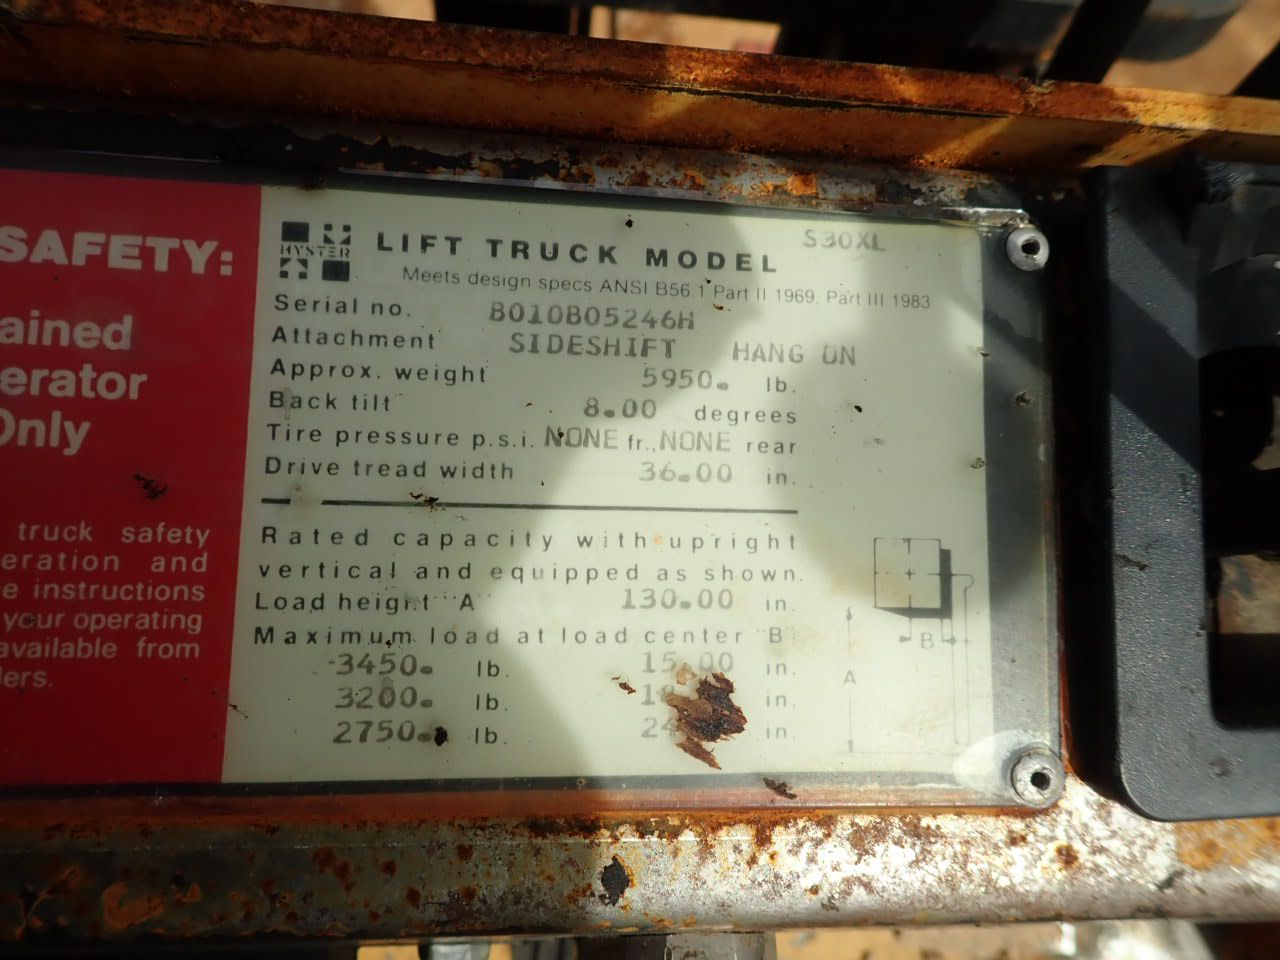 SAFETY:
ained
erator
Only
truck safety
eration and
e instructions
your operating
available from
lers.
HYSTER
LIFT TRUCK MODEL S30XL
Meets design specs ANSI B56.1 Part II 1969, Part III 1983
Serial no. B010B05246H
Attachment SIDESHIFT HANG ON
Approx. weight 5950. lb.
Back tilt 8.00 degrees
Tire pressure p.s.i. NONE fr., NONE rear
Drive tread width 36.00 in.
Rated capacity with upright
vertical and equipped as shown.
Load height "A" 130.00 in.
Maximum load at load center "B"
3450. lb. 15.00 in.
3200. lb. in.
2750. lb. 24 in.
B
A